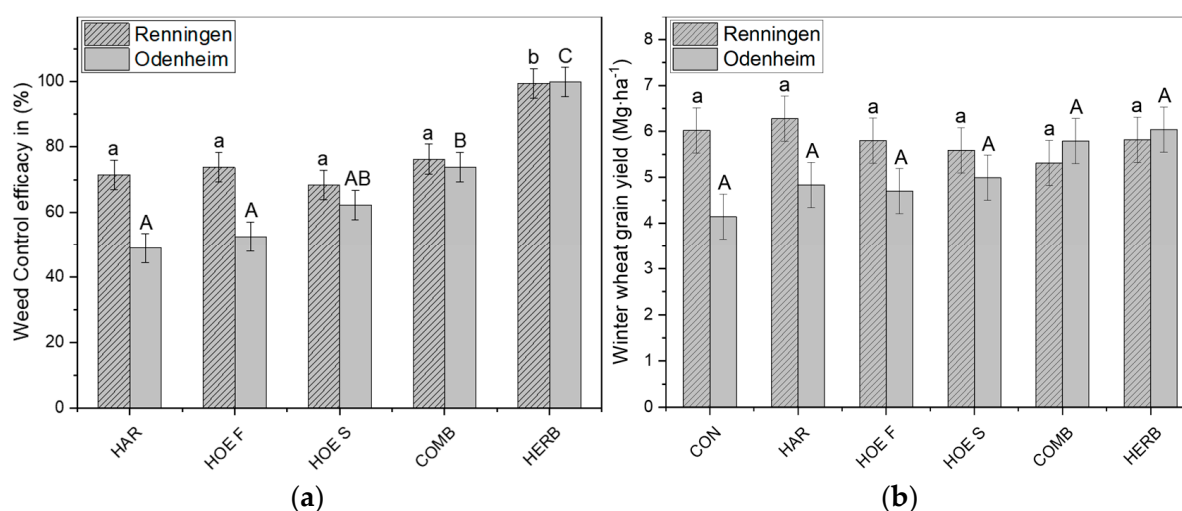 Renningen
Odenheim
Weed Control efficacy in (%)
100
80
60
40
20
0
a
A
a
A
a
AB
a
B
b
C
HAR
HOE F
HOE S
COMB
HERB
(a)
Renningen
Odenheim
Winter wheat grain yield (Mg·ha⁻¹)
8
7
6
5
4
3
2
1
0
a
A
a
A
a
A
a
A
a
A
a
A
CON
HAR
HOE F
HOE S
COMB
HERB
(b)